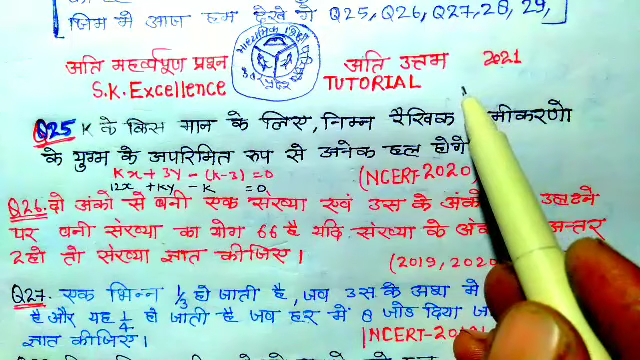 जिस में आज हम देखेंगे Q25, Q26, Q27, 28, 29,
अति महर्त्वपूण प्रश्न
अति उत्तम 2021
S.K. Excellence
TUTORIAL
Q25 K के किस मान के लिए, निम्न रैखिक मीकरणो
के युग्म के अपरिमित रुप से अनेक हल होगें
Kx + 3y - (k-3) = 0
12x + ky - k = 0
(NCERT-2020
Q26. दो अंको से बनी एक संख्या एवं उस के अंको उलटने
पर बनी संख्या का योग 66 है यदि संख्या के अं अन्तर
2 हो तो संख्या ज्ञात कीजिए।
(2019, 2020
Q27. एक भिन्न 1/3 हो जाती है, जब उस के अंश में
है और यह 1/4 हो जाती है जब हर में 8 जोड दिया जा
ज्ञात कीजिए।
NCERT-2019